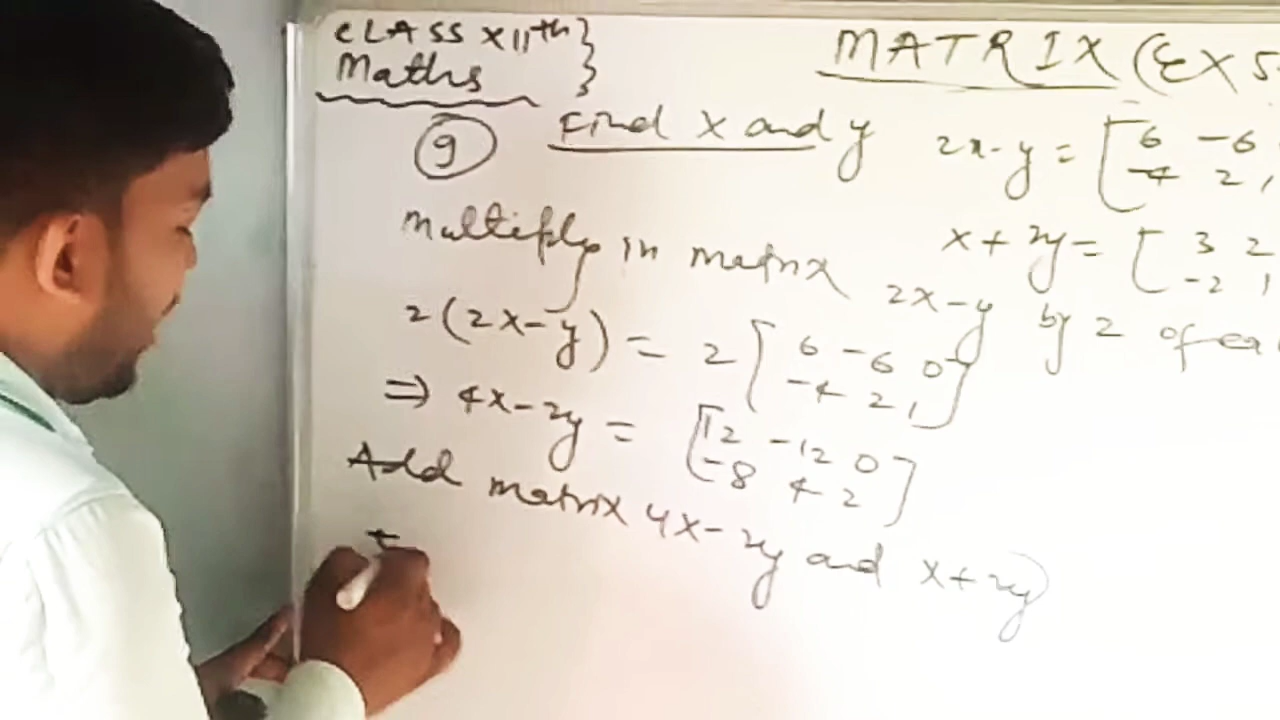 CLASS XIIth }
Maths
MATRIX (EX 5.
9 Find X and y 2x-y = [ 6 -6
-4 2 ,
x + 2y = [ 3 2
-2 1
Multiply in matrix 2x-y by 2 of
2(2x-y) = 2 [ 6 -6 0
-4 2 1 ]
⇒ 4x-2y = [ 12 -12 0
-8 4 2 ]
Add matrix 4x-2y and x+2y